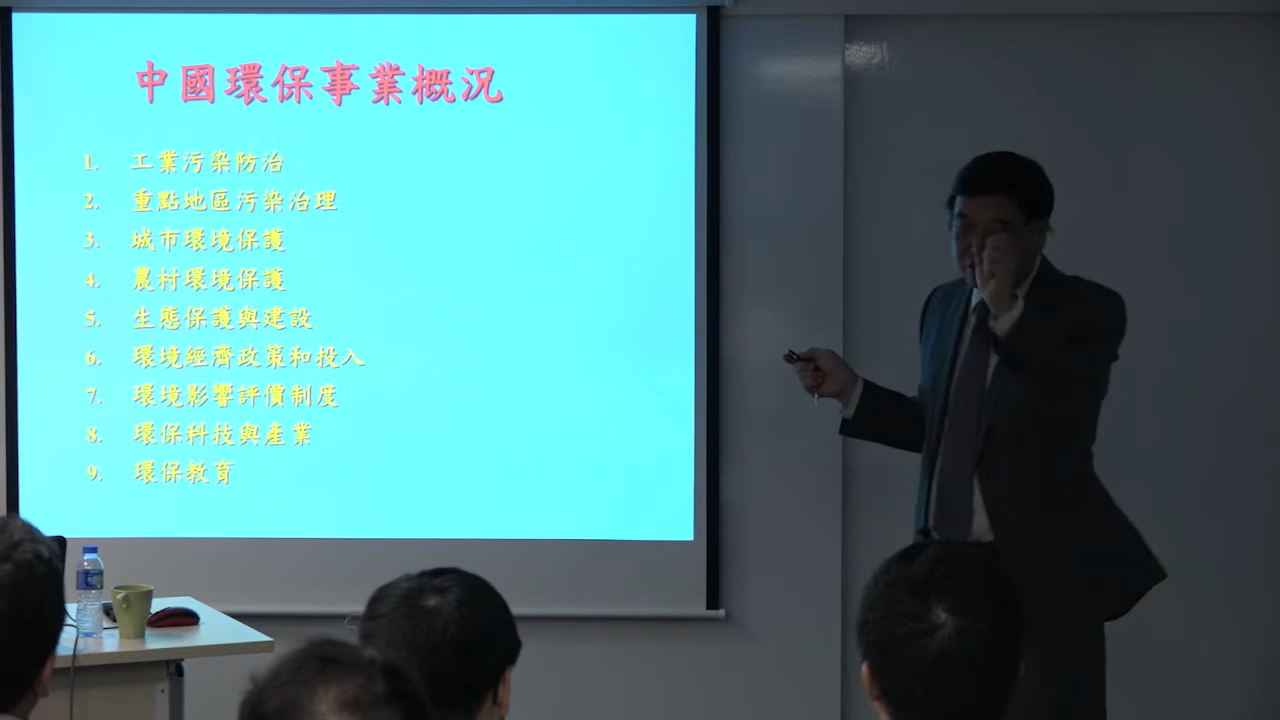 中國環保事業概況
1. 工業污染防治
2. 重點地區污染治理
3. 城市環境保護
4. 農村環境保護
5. 生態保護與建設
6. 環境經濟政策和投入
7. 環境影響評價制度
8. 環保科技與產業
9. 環保教育